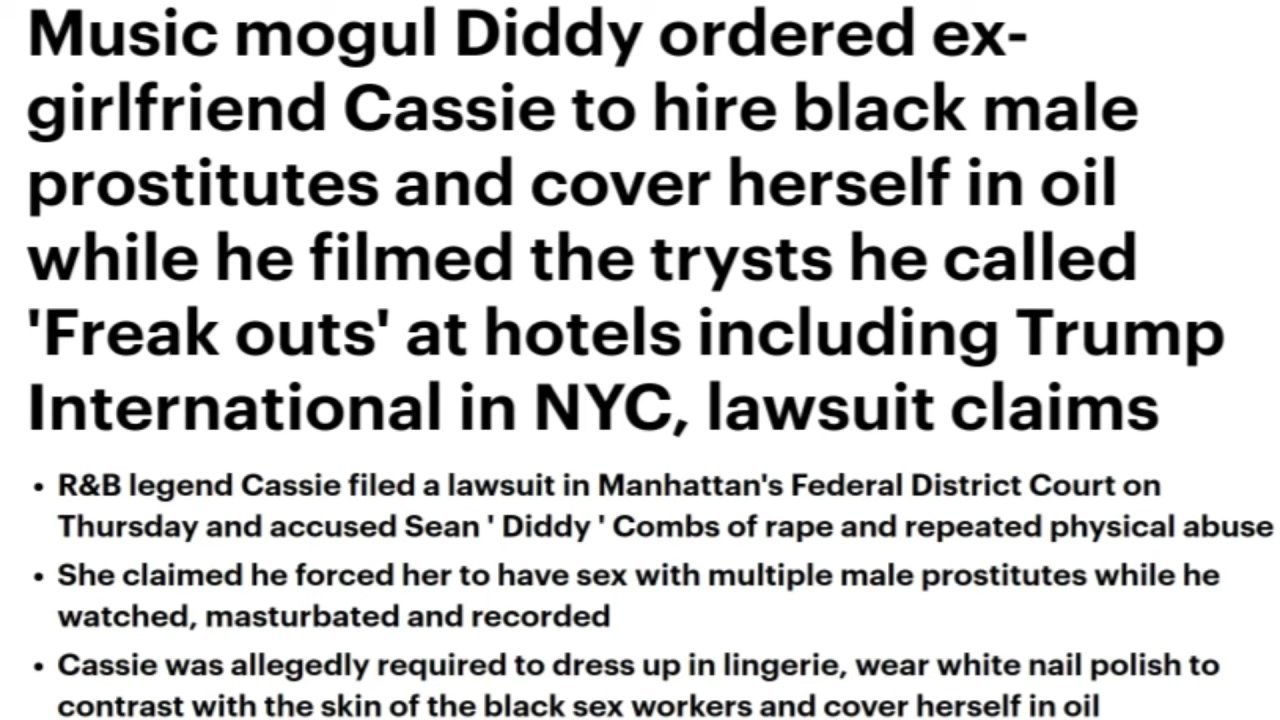 Music mogul Diddy ordered ex-
girlfriend Cassie to hire black male
prostitutes and cover herself in oil
while he filmed the trysts he called
'Freak outs' at hotels including Trump
International in NYC, lawsuit claims
• R&B legend Cassie filed a lawsuit in Manhattan's Federal District Court on
Thursday and accused Sean ' Diddy ' Combs of rape and repeated physical abuse
• She claimed he forced her to have sex with multiple male prostitutes while he
watched, masturbated and recorded
• Cassie was allegedly required to dress up in lingerie, wear white nail polish to
contrast with the skin of the black sex workers and cover herself in oil